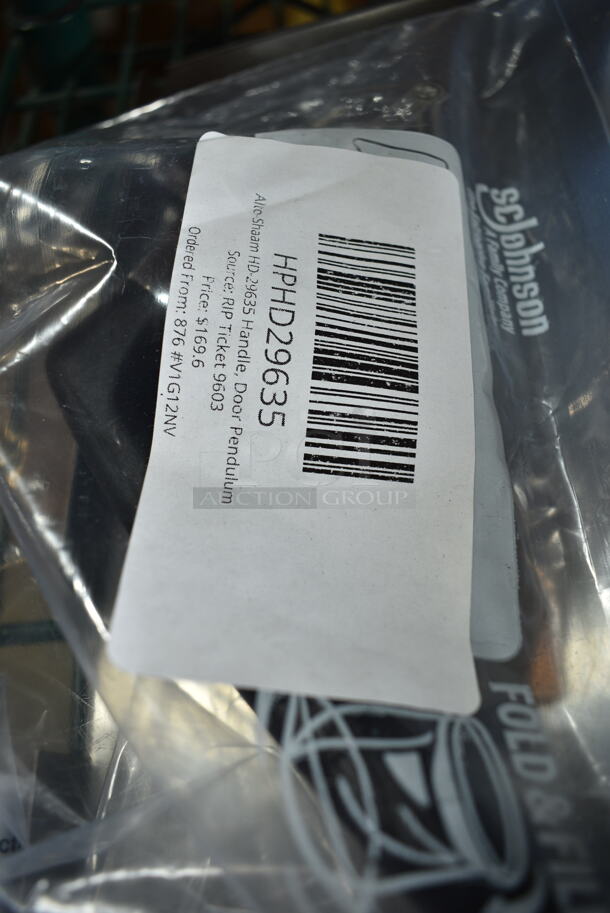 HPHD29635
Alto-Shaam HD-29635 Handle, Door Pendulum
Source: RIP Ticket 9603
Price: $169.6
Ordered From: 876 #V1G12NV
scjohnson
A Family Company
FOLD & FIL
AUCTION GROUP